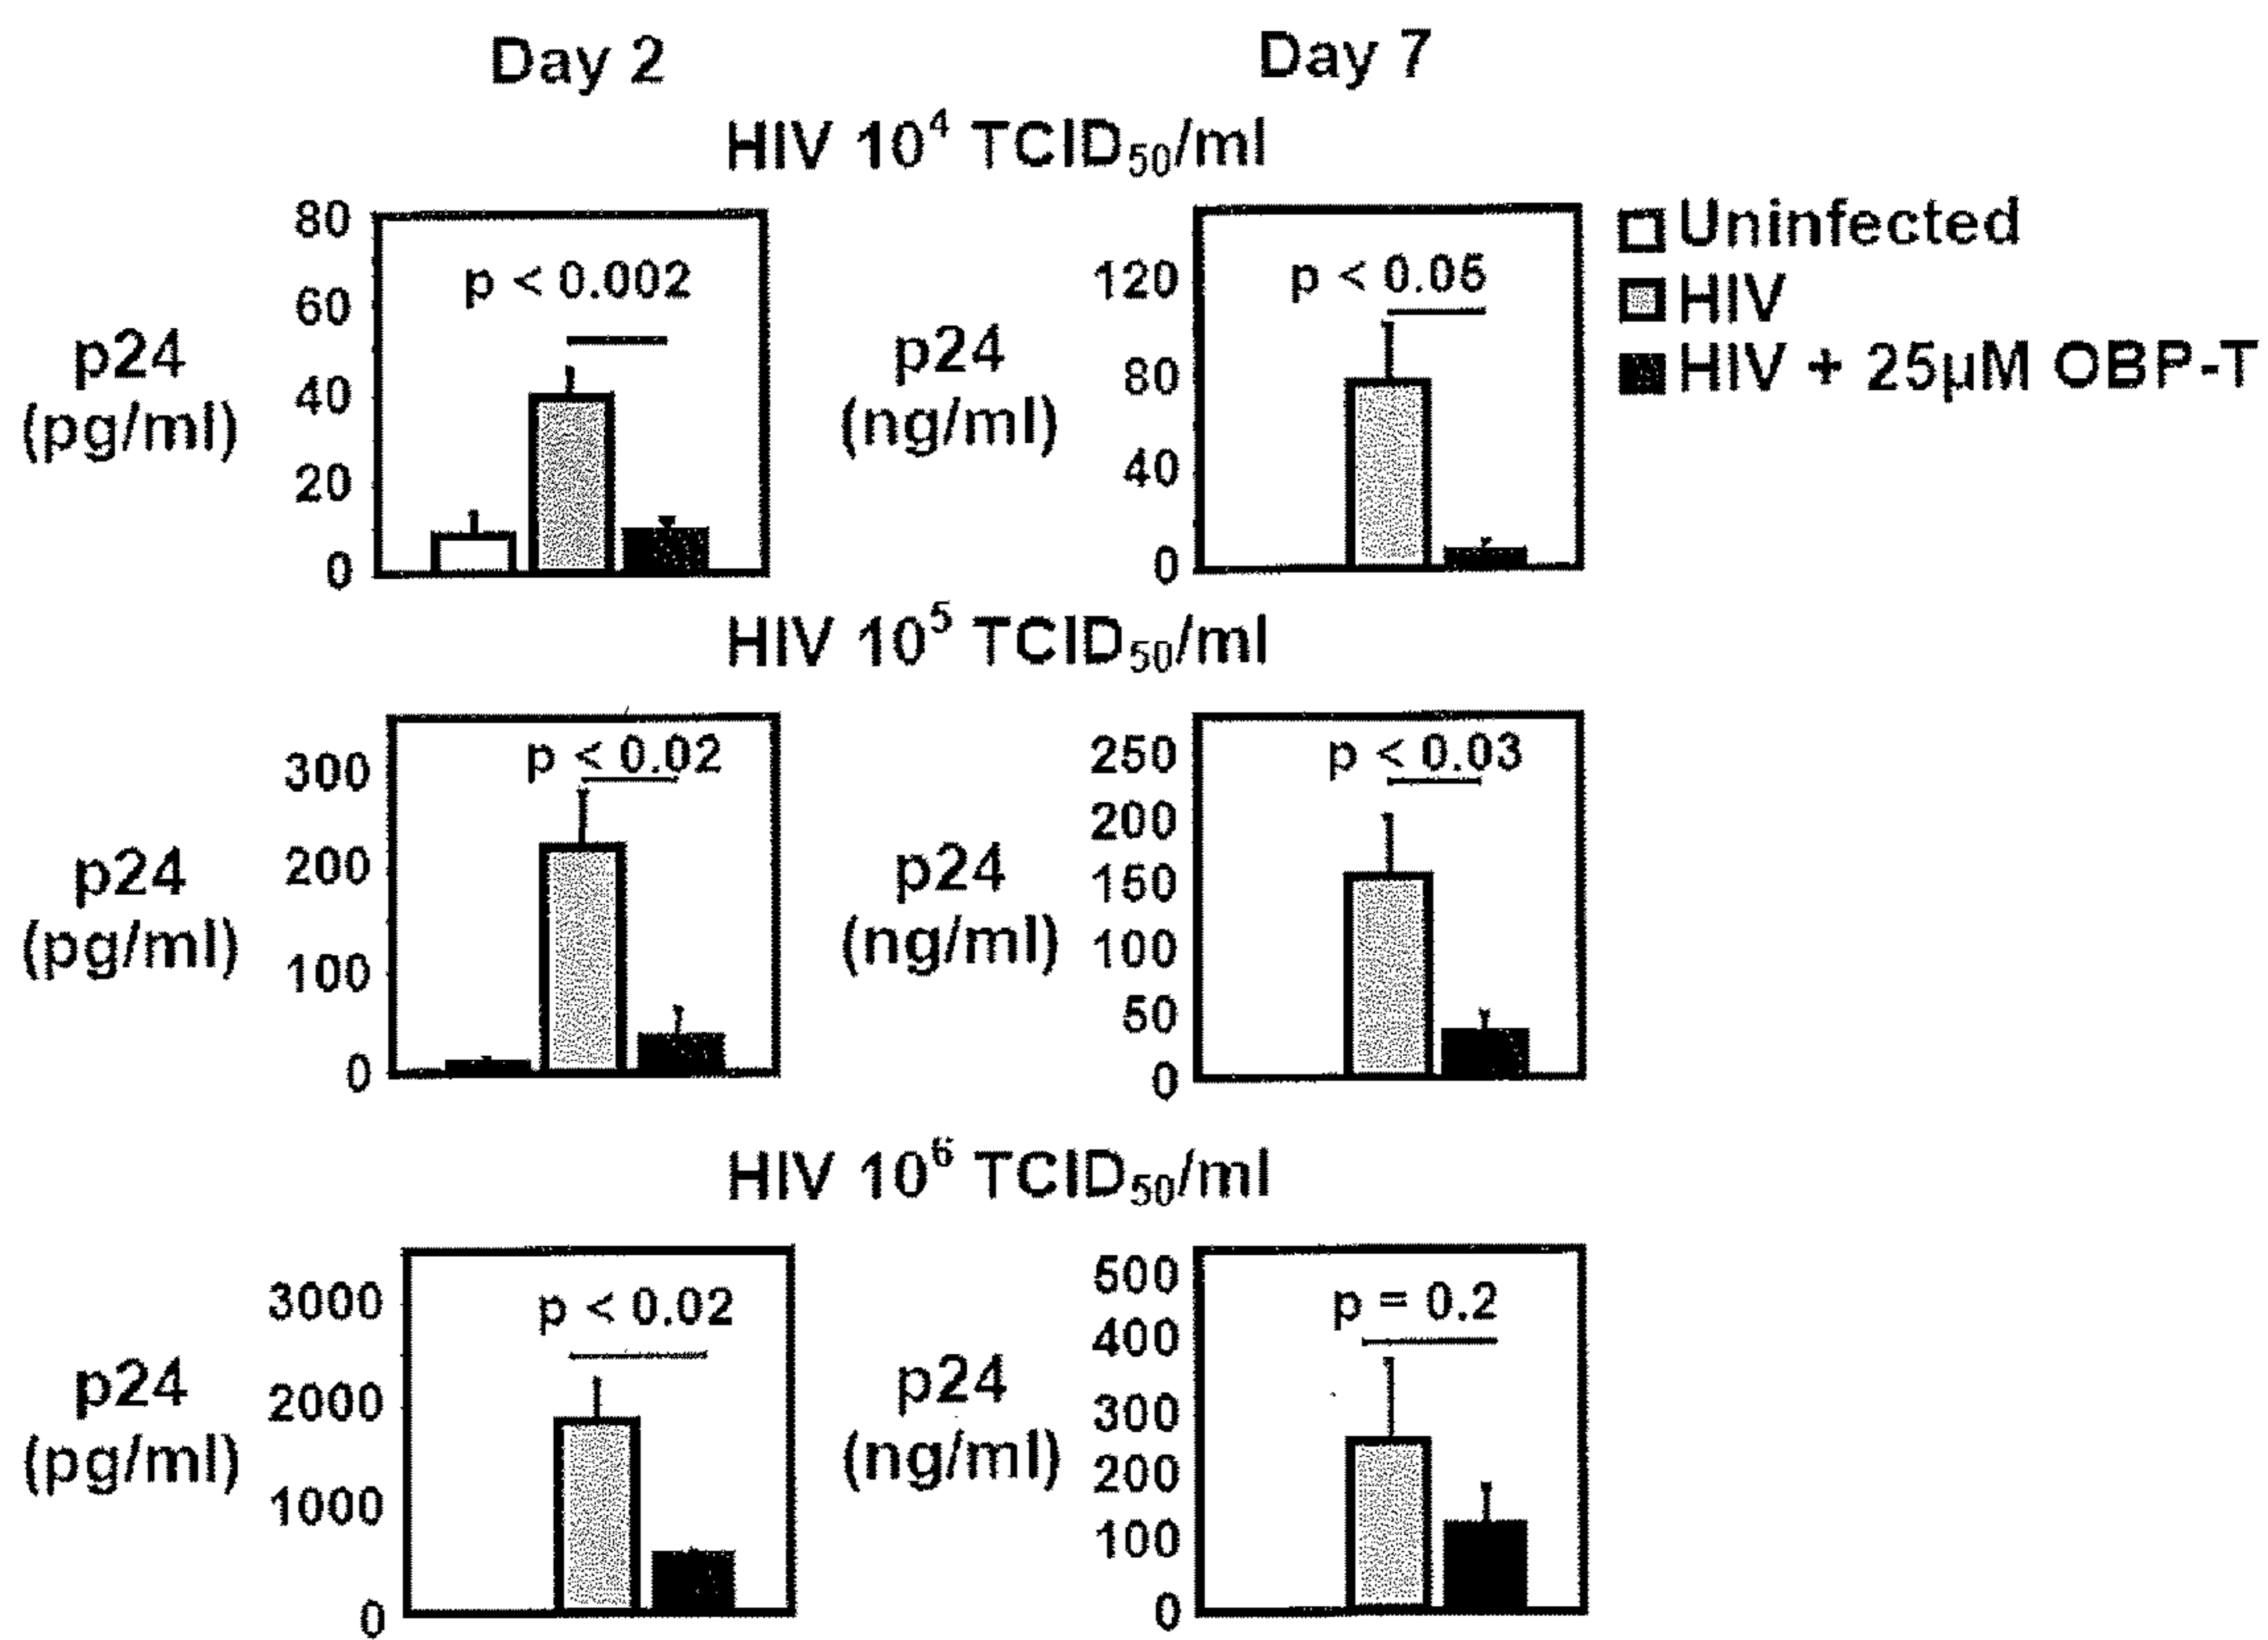 Day 2
Day 7
HIV 10⁴ TCID₅₀/ml
80
60
40
20
0
p24
(pg/ml)
p < 0.002
120
80
40
0
p24
(ng/ml)
p < 0.05
Uninfected
HIV
HIV + 25µM OBP-T
HIV 10⁵ TCID₅₀/ml
300
200
100
0
p24
(pg/ml)
p < 0.02
250
200
150
100
50
0
p24
(ng/ml)
p < 0.03
HIV 10⁶ TCID₅₀/ml
3000
2000
1000
0
p24
(pg/ml)
p < 0.02
500
400
300
200
100
0
p24
(ng/ml)
p = 0.2